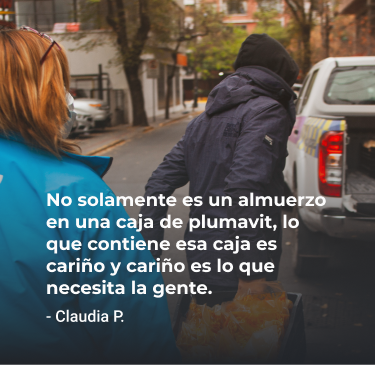 No solamente es un almuerzo
en una caja de plumavit, lo
que contiene esa caja es
cariño y cariño es lo que
necesita la gente.
- Claudia P.